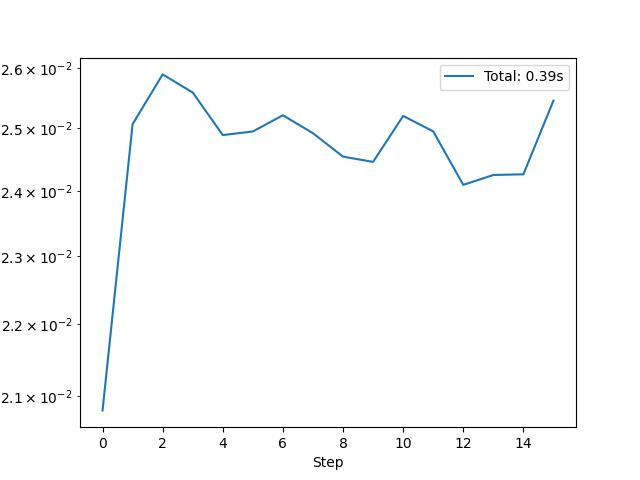 Total: 0.39s
2.6 × 10⁻²
2.5 × 10⁻²
2.4 × 10⁻²
2.3 × 10⁻²
2.2 × 10⁻²
2.1 × 10⁻²
0 2 4 6 8 10 12 14
Step